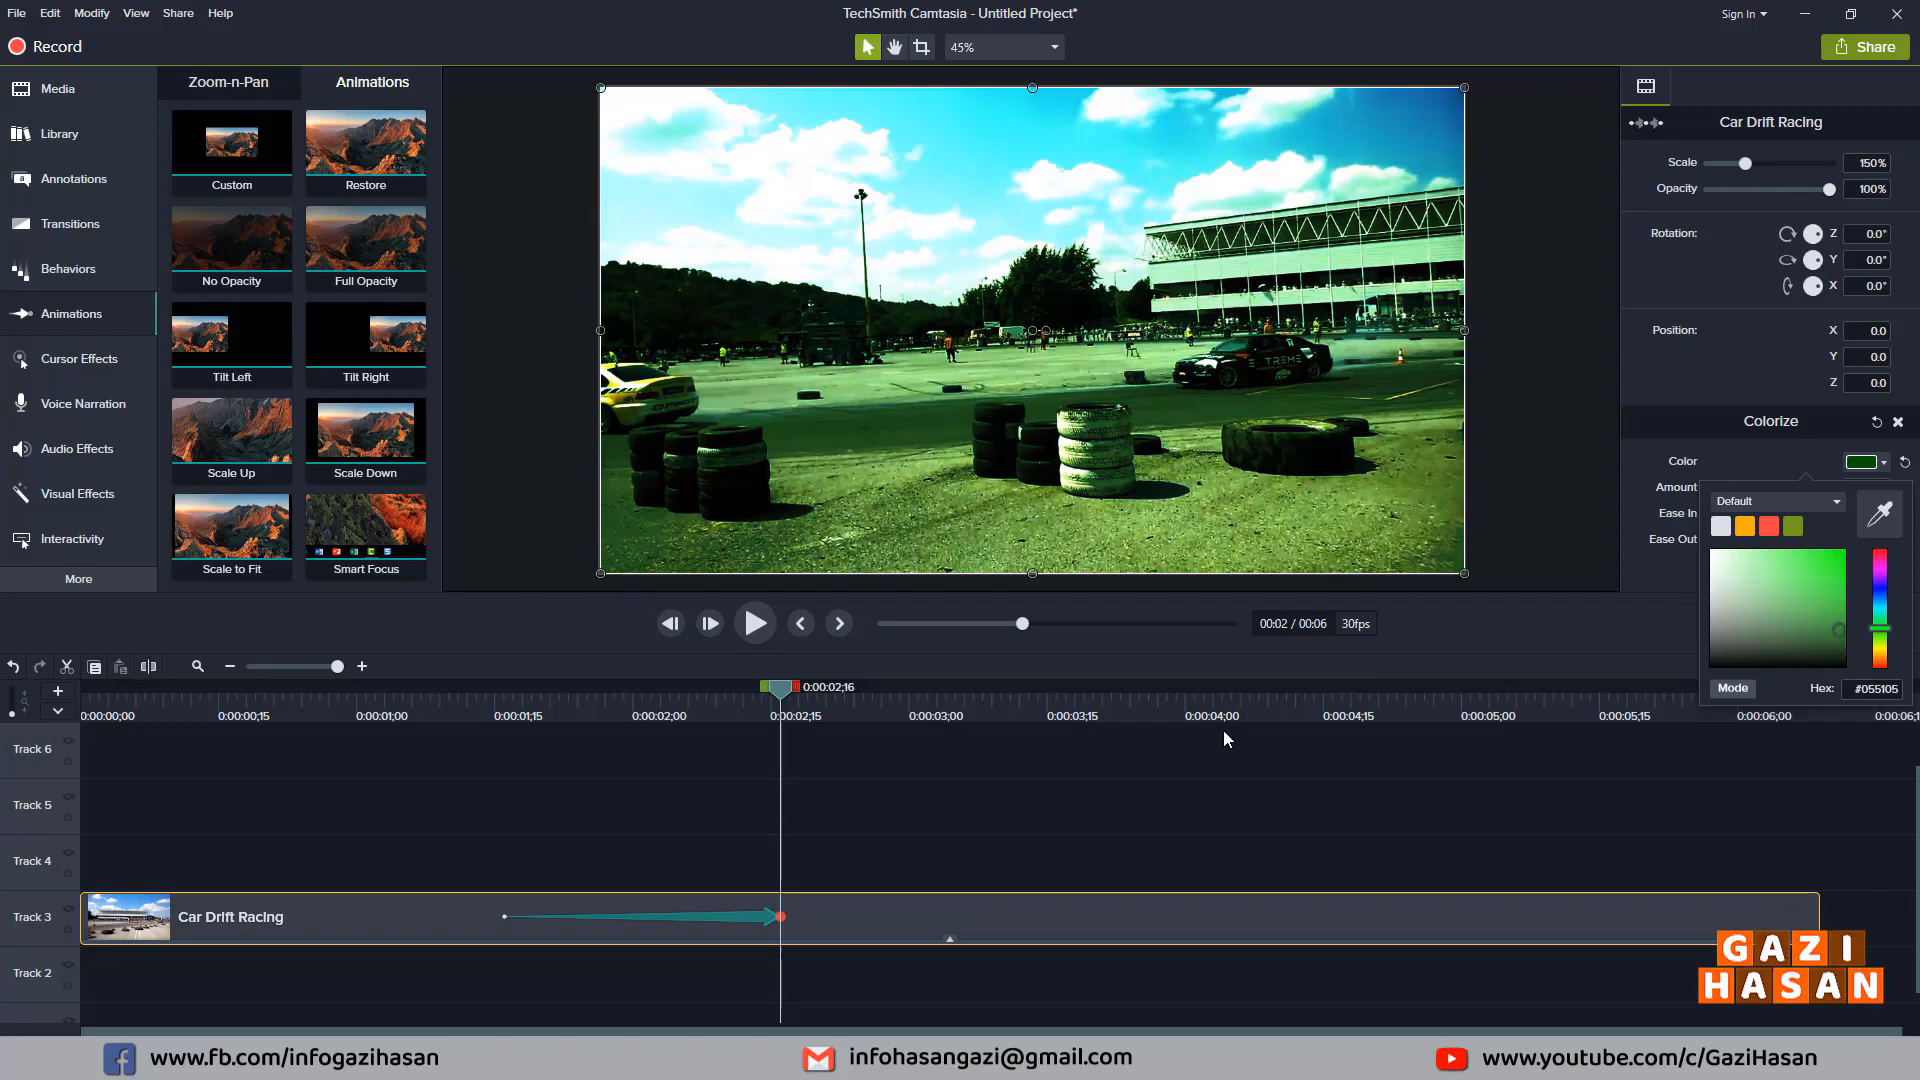 File Edit Modify View Share Help
TechSmith Camtasia - Untitled Project*
Sign In
Record
45%
Share
Media
Library
Annotations
Transitions
Behaviors
Animations
Cursor Effects
Voice Narration
Audio Effects
Visual Effects
Interactivity
More
Zoom-n-Pan Animations
Custom Restore
No Opacity Full Opacity
Tilt Left Tilt Right
Scale Up Scale Down
Scale to Fit Smart Focus
TREME
Car Drift Racing
Scale 150%
Opacity 100%
Rotation: Z 0.0°
Y 0.0°
X 0.0°
Position: X 0.0
Y 0.0
Z 0.0
Colorize
Color
Amount
Ease In
Ease Out
Default
Mode Hex: #055105
00:02 / 00:06 30fps
0:00:02;16
0:00:00;00 0:00:00;15 0:00:01;00 0:00:01;15 0:00:02;00 0:00:02;15 0:00:03;00 0:00:03;15 0:00:04;00 0:00:04;15 0:00:05;00 0:00:05;15 0:00:06;00 0:00:06;1
Track 6
Track 5
Track 4
Track 3
Car Drift Racing
Track 2
GAZI
HASAN
www.fb.com/infogazihasan
infohasangazi@gmail.com
www.youtube.com/c/GaziHasan